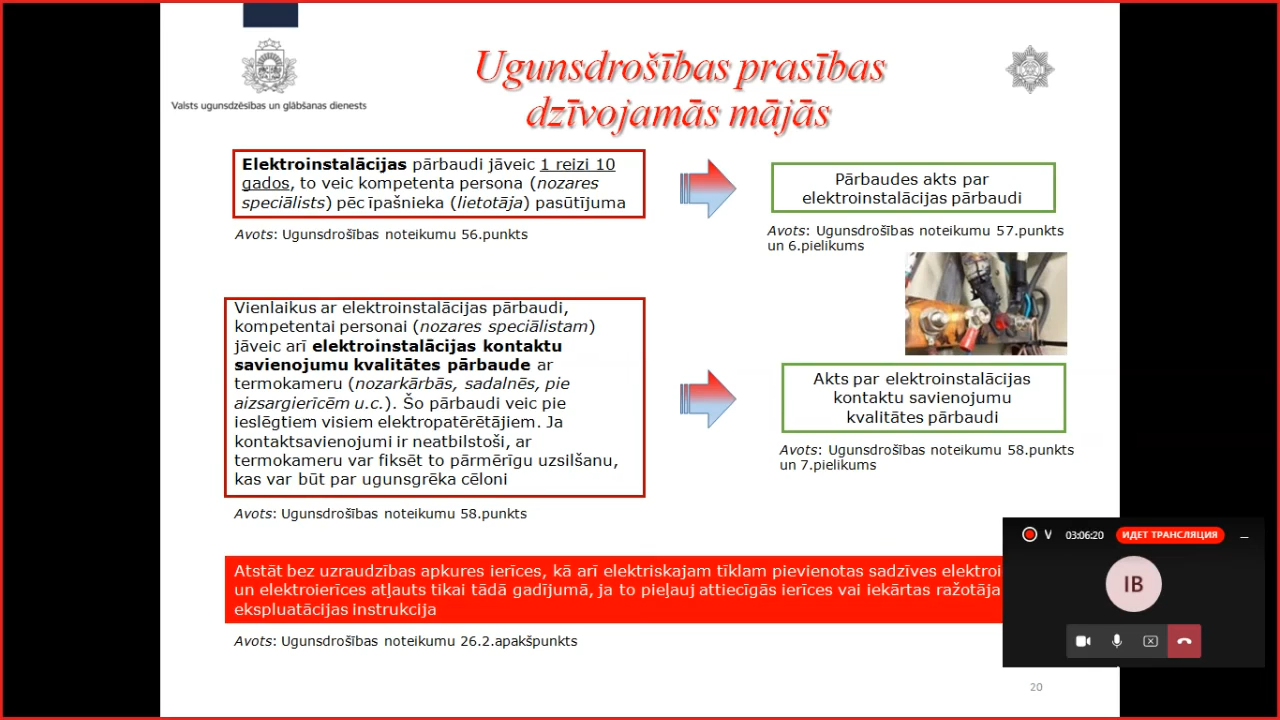 Valsts ugunsdzēsības un glābšanas dienests
Ugunsdrošības prasības
dzīvojamās mājās
Elektroinstalācijas pārbaudi jāveic 1 reizi 10
gados, to veic kompetenta persona (nozares
speciālists) pēc īpašnieka (lietotāja) pasūtījuma
Avots: Ugunsdrošības noteikumu 56.punkts
Pārbaudes akts par
elektroinstalācijas pārbaudi
Avots: Ugunsdrošības noteikumu 57.punkts
un 6.pielikums
Vienlaikus ar elektroinstalācijas pārbaudi,
kompetentai personai (nozares speciālistam)
jāveic arī elektroinstalācijas kontaktu
savienojumu kvalitātes pārbaude ar
termokameru (nozarkārbās, sadalnēs, pie
aizsargierīcēm u.c.). Šo pārbaudi veic pie
ieslēgtiem visiem elektropatērētājiem. Ja
kontaktsavienojumi ir neatbilstoši, ar
termokameru var fiksēt to pārmērīgu uzsilšanu,
kas var būt par ugunsgrēka cēloni
Avots: Ugunsdrošības noteikumu 58.punkts
Akts par elektroinstalācijas
kontaktu savienojumu
kvalitātes pārbaudi
Avots: Ugunsdrošības noteikumu 58.punkts
un 7.pielikums
Atstāt bez uzraudzības apkures ierīces, kā arī elektriskajam tīklam pievienotas sadzīves elektroi
un elektroierīces atļauts tikai tādā gadījumā, ja to pieļauj attiecīgās ierīces vai iekārtas ražotāja
ekspluatācijas instrukcija
Avots: Ugunsdrošības noteikumu 26.2.apakšpunkts
20
03:06:20 ИДЕТ ТРАНСЛЯЦИЯ
IB